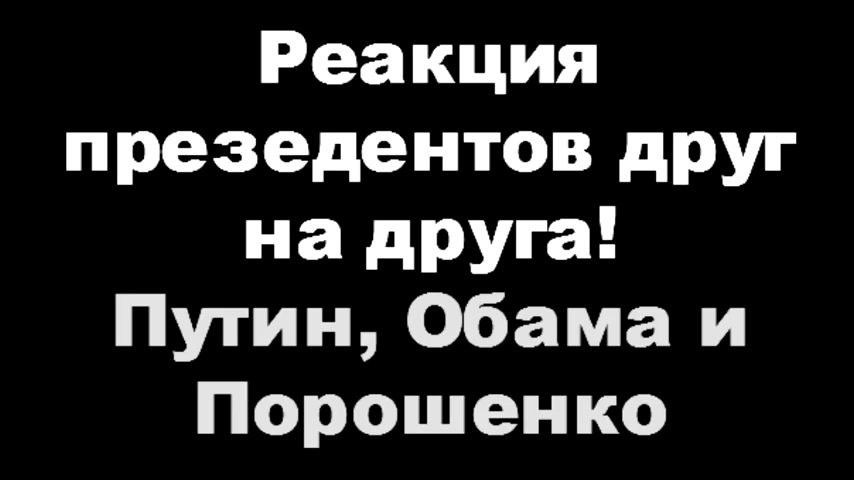 Реакция
презедентов друг
на друга!
Путин, Обама и
Порошенко